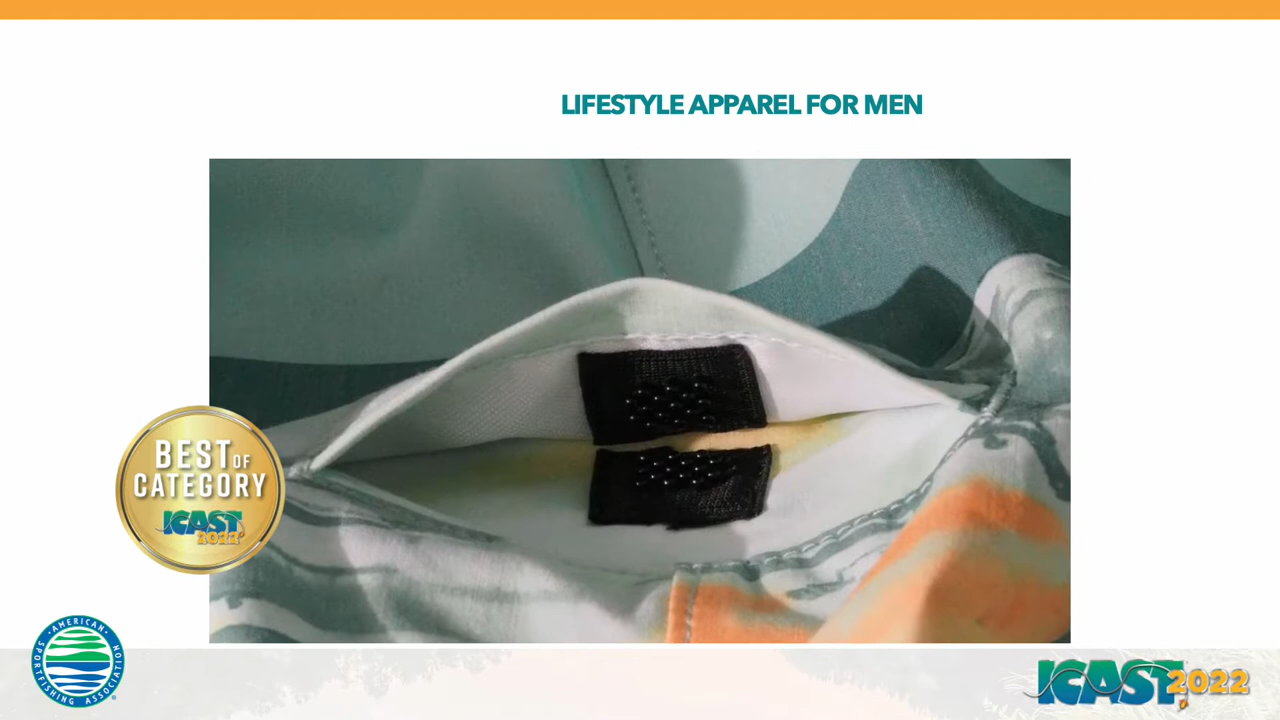 LIFESTYLE APPAREL FOR MEN
BEST OF
CATEGORY
ICAST
2022
AMERICAN
SPORTFISHING ASSOCIATION
®
ICAST 2022